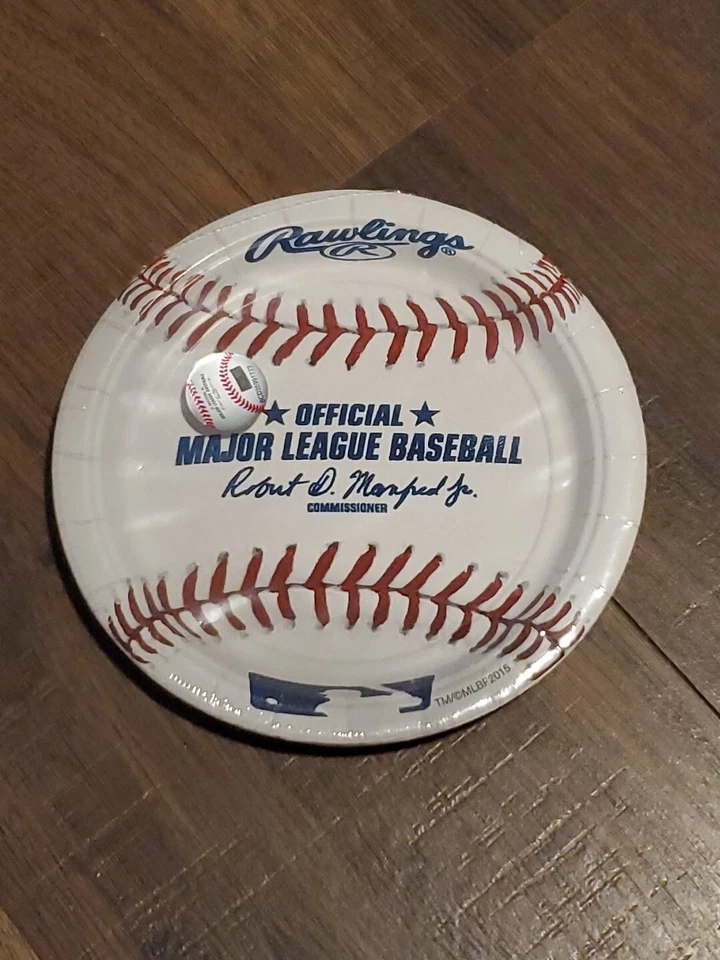 Rawlings ®
R
★ OFFICIAL ★
MAJOR LEAGUE BASEBALL
Robert D. Manfred Jr.
COMMISSIONER
TM/©MLBP2015